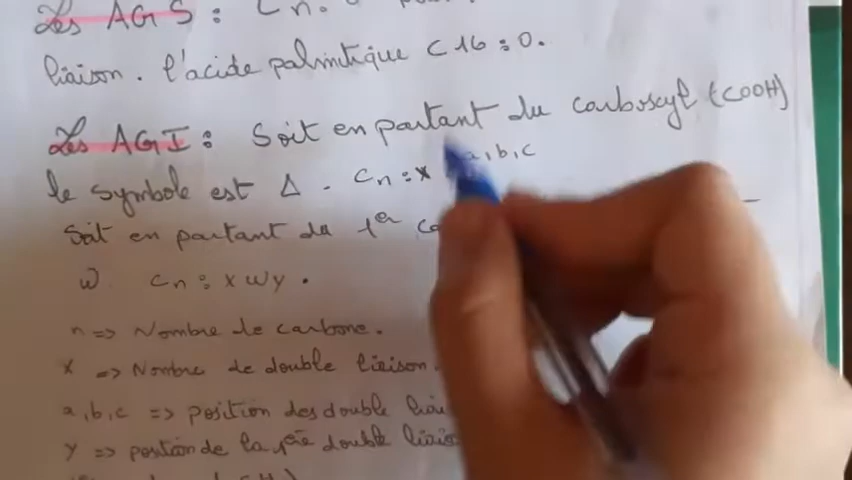 Les AGS : Cn:0
liaison. l'acide palmitique C16:0.
Les AGI : Soit en partant du carboxyl (COOH)
le symbole est Δ - Cn:x a,b,c
Soit en partant du 1er
ω Cn:xωy.
n => Nombre de carbone.
x => Nombre de double liaison.
a,b,c => position des double
y => position de la 1ère double